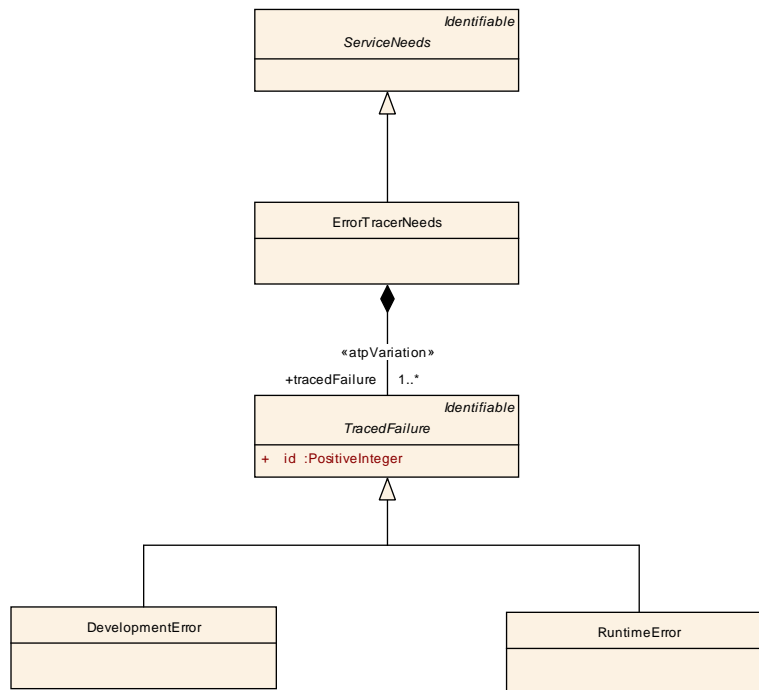 Identifiable
ServiceNeeds
ErrorTracerNeeds
«atpVariation»
+tracedFailure 1..*
Identifiable
TracedFailure
+ id :PositiveInteger
DevelopmentError
RuntimeError